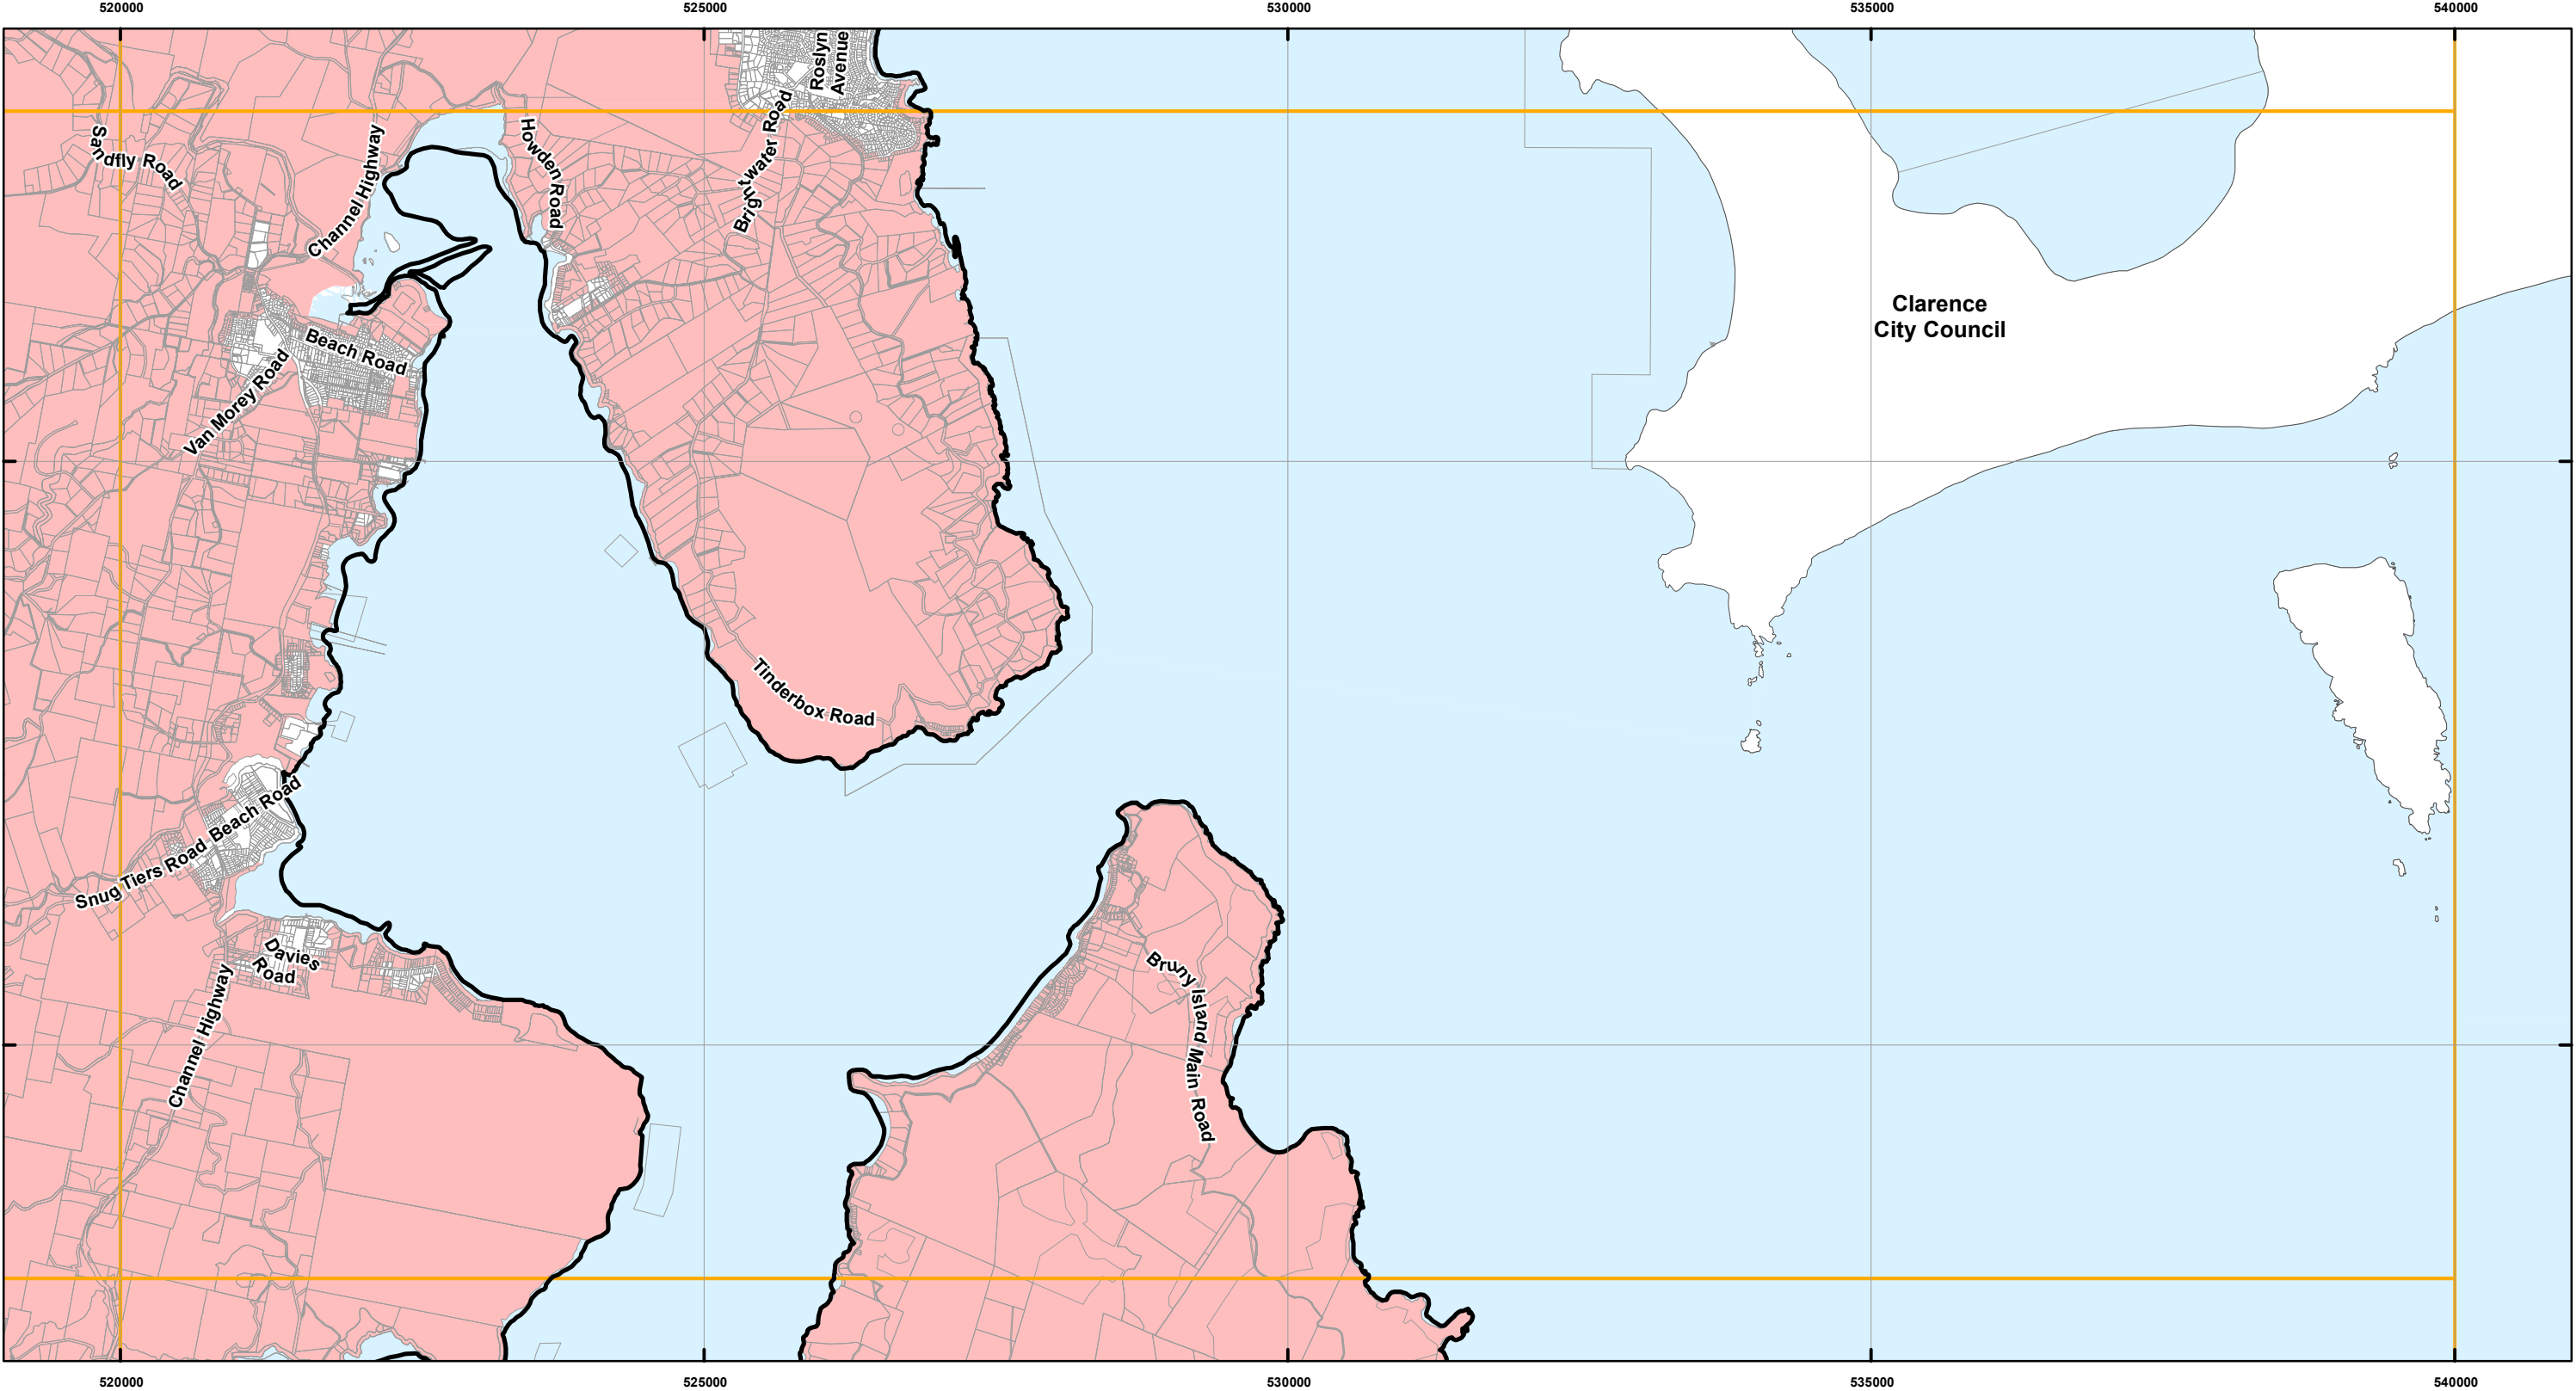 520000
525000
530000
535000
540000
Roslyn
Avenue
Sandfly Road
Channel Highway
Howden Road
Brightwater Road
Clarence
City Council
Beach Road
Van Morey Road
Tinderbox Road
Beach Road
Snug Tiers Road
Davies
Road
Channel Highway
Bruny Island Main Road
520000
525000
530000
535000
540000